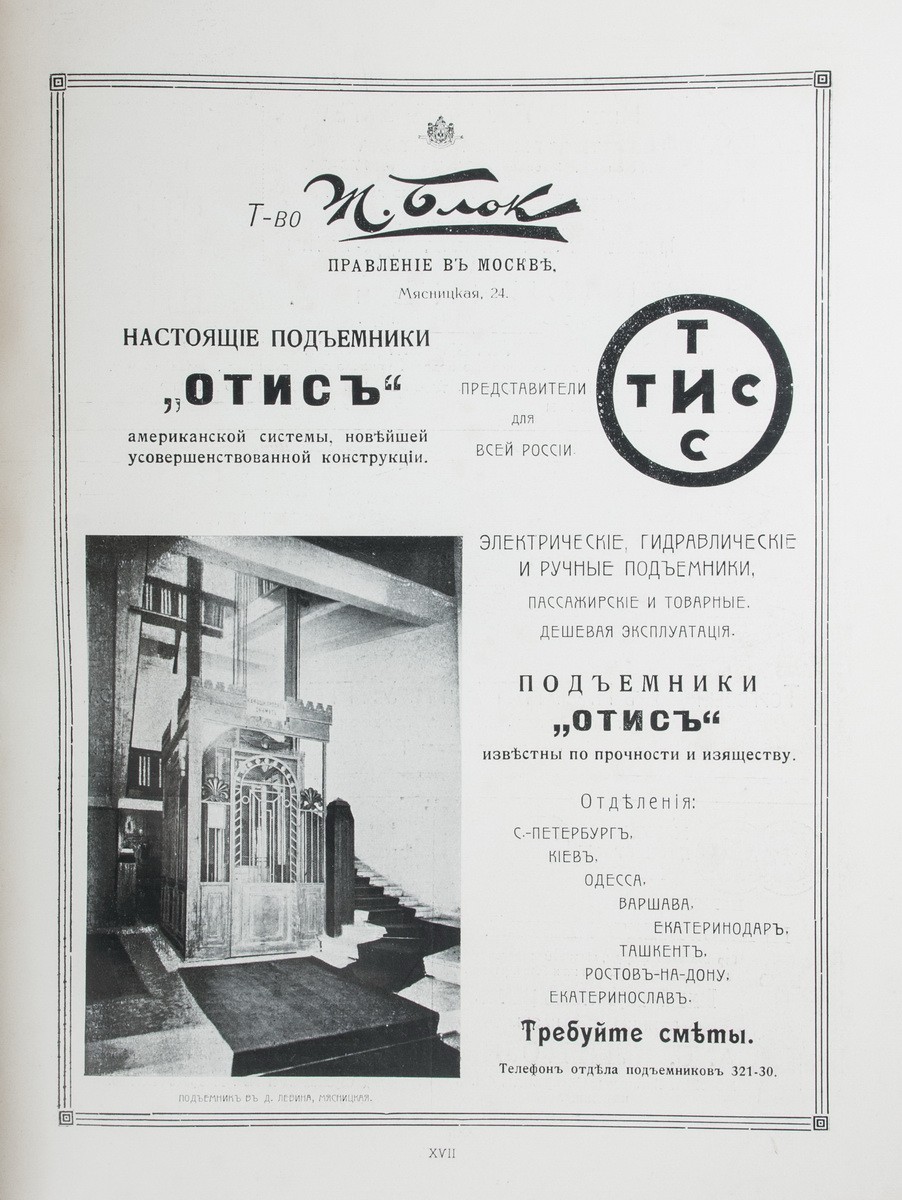 Т-во Ж. Блок
ПРАВЛЕНІЕ ВЪ МОСКВѢ,
Мясницкая, 24.
НАСТОЯЩІЕ ПОДЪЕМНИКИ
„ОТИСЪ“
американской системы, новѣйшей
усовершенствованной конструкціи.
ПРЕДСТАВИТЕЛИ
ДЛЯ
ВСЕЙ РОССІИ.
Т
ТИСС
С
ЭЛЕКТРИЧЕСКІЕ, ГИДРАВЛИЧЕСКІЕ
И РУЧНЫЕ ПОДЪЕМНИКИ,
ПАССАЖИРСКІЕ И ТОВАРНЫЕ.
ДЕШЕВАЯ ЭКСПЛУАТАЦІЯ.
ПОДЪЕМНИКИ
„ОТИСЪ“
извѣстны по прочности и изяществу.
Отдѣленія:
С.-ПЕТЕРБУРГЪ,
КІЕВЪ,
ОДЕССА,
ВАРШАВА,
ЕКАТЕРИНОДАРЪ,
ТАШКЕНТЪ,
РОСТОВЪ-НА-ДОНУ,
ЕКАТЕРИНОСЛАВЪ.
Требуйте смѣты.
Телефонъ отдѣла подъемниковъ 321-30.
ПОДЪЕМНИКЪ ВЪ Д. ЛЕВИНА, МЯСНИЦКАЯ.
XVII